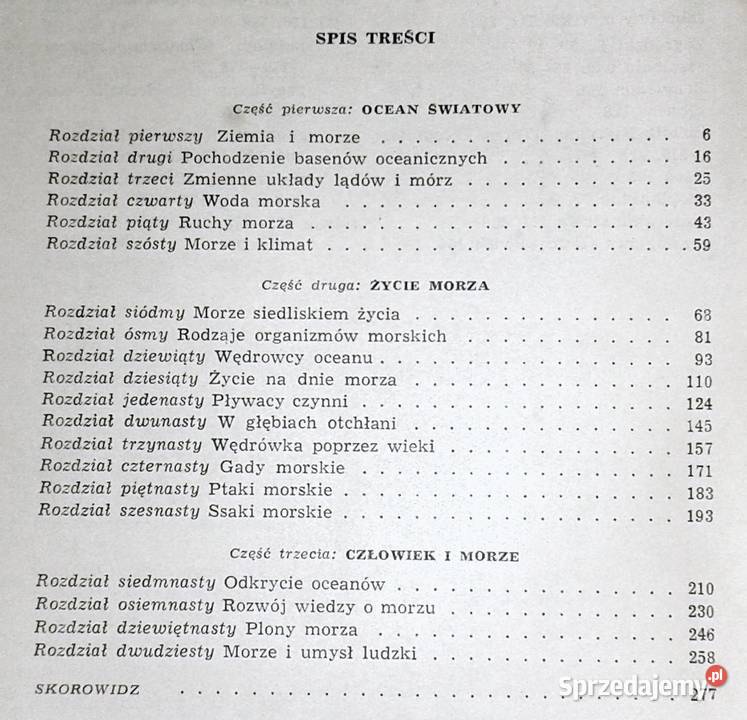 SPIS TREŚCI
Część pierwsza: OCEAN ŚWIATOWY
Rozdział pierwszy Ziemia i morze . . . . . . . . . . . . . . . 6
Rozdział drugi Pochodzenie basenów oceanicznych . . . . . . . . . 16
Rozdział trzeci Zmienne układy lądów i mórz . . . . . . . . . . . 25
Rozdział czwarty Woda morska . . . . . . . . . . . . . . . . . 33
Rozdział piąty Ruchy morza . . . . . . . . . . . . . . . . . . 43
Rozdział szósty Morze i klimat . . . . . . . . . . . . . . . . . 59
Część druga: ŻYCIE MORZA
Rozdział siódmy Morze siedliskiem życia . . . . . . . . . . . . . 68
Rozdział ósmy Rodzaje organizmów morskich . . . . . . . . . . . 81
Rozdział dziewiąty Wędrowcy oceanu . . . . . . . . . . . . . . . 93
Rozdział dziesiąty Życie na dnie morza . . . . . . . . . . . . . 110
Rozdział jedenasty Pływacy czynni . . . . . . . . . . . . . . . 124
Rozdział dwunasty W głębiach otchłani . . . . . . . . . . . . . 145
Rozdział trzynasty Wędrówka poprzez wieki . . . . . . . . . . . . 157
Rozdział czternasty Gady morskie . . . . . . . . . . . . . . . 171
Rozdział piętnasty Ptaki morskie . . . . . . . . . . . . . . . . 183
Rozdział szesnasty Ssaki morskie . . . . . . . . . . . . . . . . 193
Część trzecia: CZŁOWIEK I MORZE
Rozdział siedmnasty Odkrycie oceanów . . . . . . . . . . . . . . 210
Rozdział osiemnasty Rozwój wiedzy o morzu . . . . . . . . . . . 230
Rozdział dziewiętnasty Plony morza . . . . . . . . . . . . . . . 246
Rozdział dwudziesty Morze i umysł ludzki . . . . . . . . . . . . 258
SKOROWIDZ . . . . . . . . . . . . . . . . . . . . . . . 277
Sprzedajemy.pl